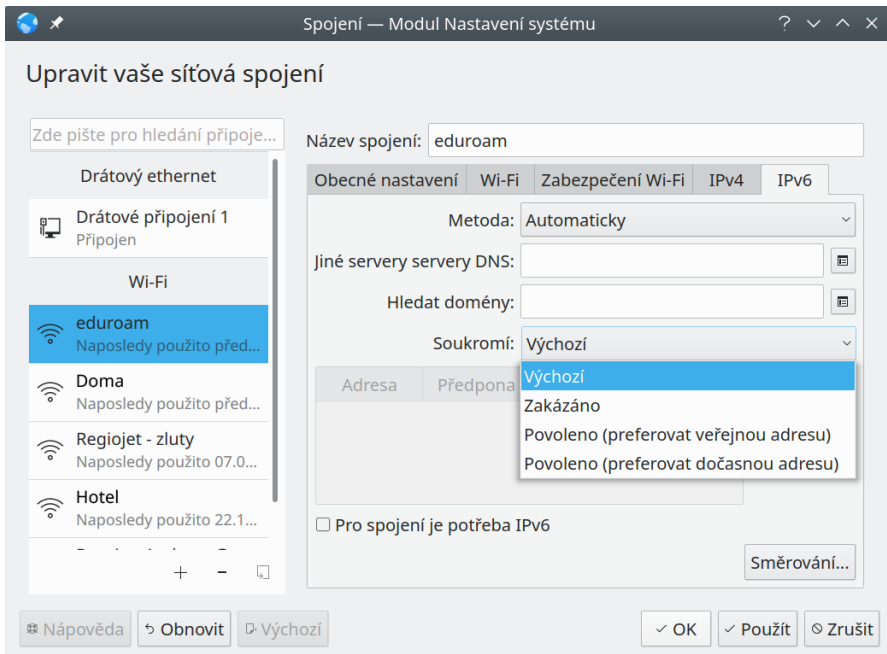 Spojení — Modul Nastavení systému
Upravit vaše síťová spojení
Zde pište pro hledání připoje...
Drátový ethernet
Drátové připojení 1
Připojen
Wi-Fi
eduroam
Naposledy použito před...
Doma
Naposledy použito před...
Regiojet - zluty
Naposledy použito 07.0...
Hotel
Naposledy použito 22.1...
Název spojení: eduroam
Obecné nastavení Wi-Fi Zabezpečení Wi-Fi IPv4 IPv6
Metoda: Automaticky
Jiné servery servery DNS:
Hledat domény:
Soukromí: Výchozí
Adresa Předpona
Výchozí
Zakázáno
Povoleno (preferovat veřejnou adresu)
Povoleno (preferovat dočasnou adresu)
Pro spojení je potřeba IPv6
Směrování...
Nápověda Obnovit Výchozí OK Použít Zrušit